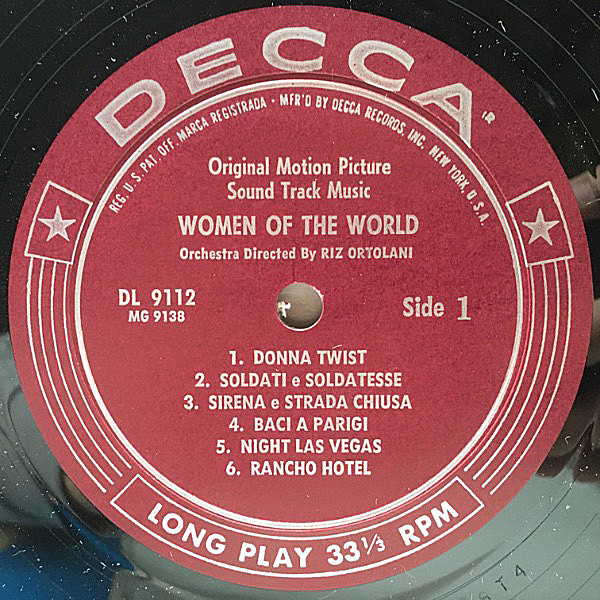 DECCA
®
REG. U.S. PAT. OFF. MARCA REGISTRADA • MFR'D BY DECCA RECORDS, INC. NEW YORK, U.S.A.
Original Motion Picture
Sound Track Music
WOMEN OF THE WORLD
Orchestra Directed By RIZ ORTOLANI
DL 9112
MG 9138
Side 1
1. DONNA TWIST
2. SOLDATI e SOLDATESSE
3. SIRENA e STRADA CHIUSA
4. BACI A PARIGI
5. NIGHT LAS VEGAS
6. RANCHO HOTEL
LONG PLAY 33⅓ RPM